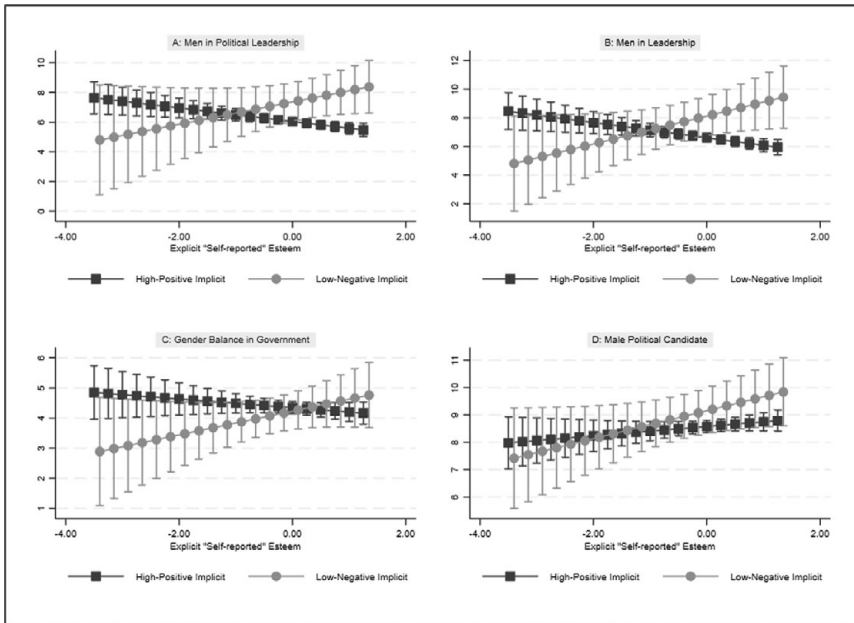 A: Men in Political Leadership
10
8
6
4
2
0
-4.00 -2.00 0.00 2.00
Explicit "Self-reported" Esteem
High-Positive Implicit Low-Negative Implicit
B: Men in Leadership
12
10
8
6
4
2
-4.00 -2.00 0.00 2.00
Explicit "Self-reported" Esteem
High-Positive Implicit Low-Negative Implicit
C: Gender Balance in Government
6
5
4
3
2
1
-4.00 -2.00 0.00 2.00
Explicit "Self-reported" Esteem
High-Positive Implicit Low-Negative Implicit
D: Male Political Candidate
11
10
9
8
7
6
-4.00 -2.00 0.00 2.00
Explicit "Self-reported" Esteem
High-Positive Implicit Low-Negative Implicit